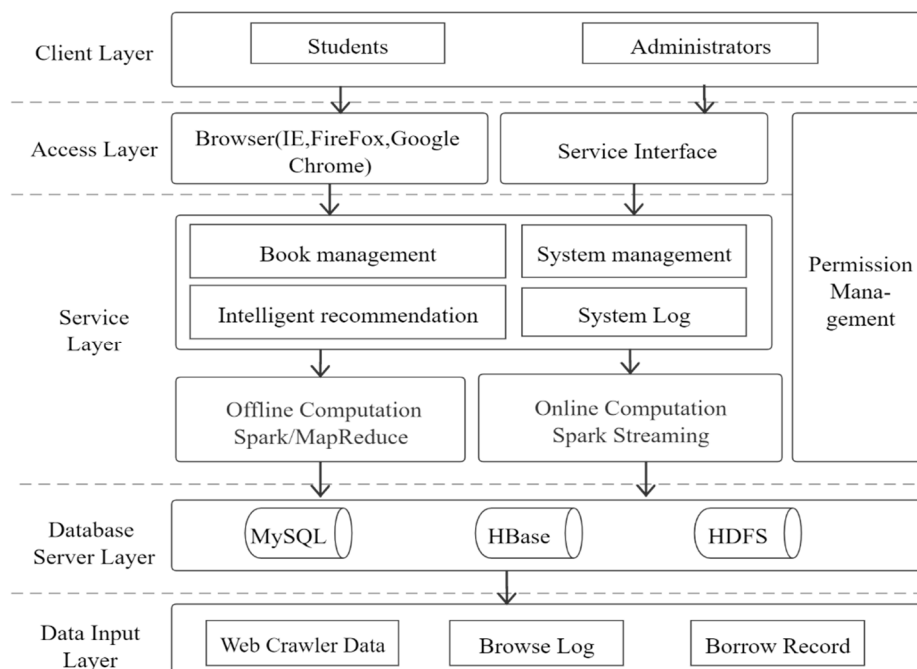 Client Layer
Students
Administrators
Access Layer
Browser(IE,FireFox,Google
Chrome)
Service Interface
Permission
Mana-
gement
Service
Layer
Book management
System management
Intelligent recommendation
System Log
Offline Computation
Spark/MapReduce
Online Computation
Spark Streaming
Database
Server Layer
MySQL
HBase
HDFS
Data Input
Layer
Web Crawler Data
Browse Log
Borrow Record